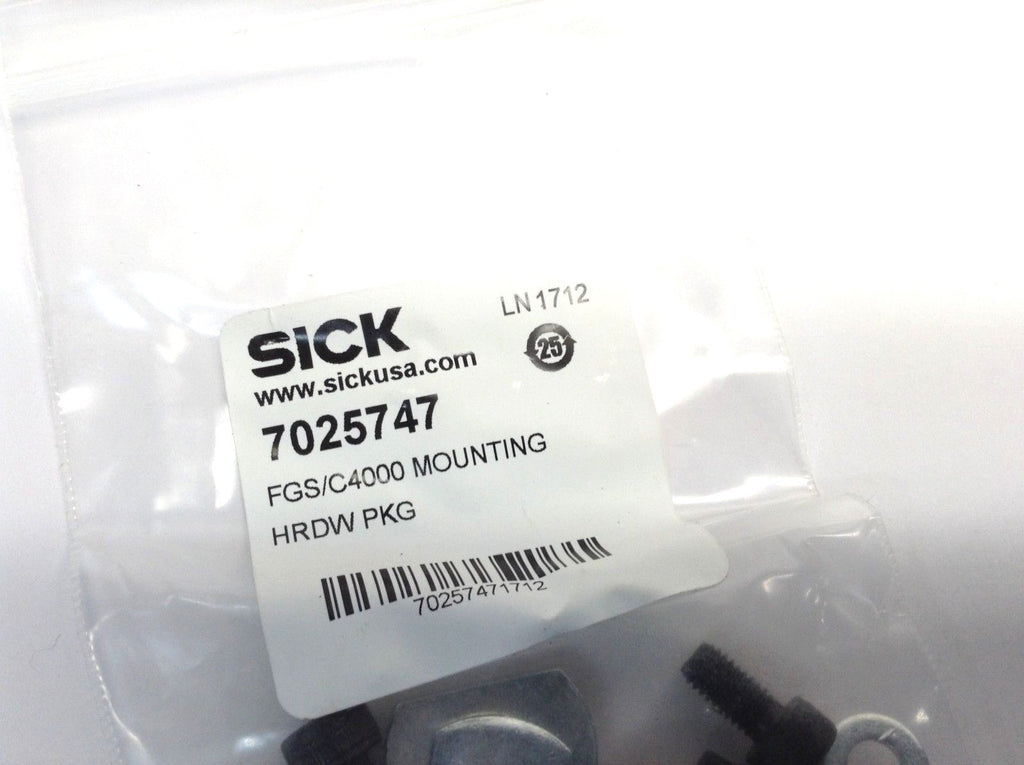 SICK
LN 1712
www.sickusa.com
25
7025747
FGS/C4000 MOUNTING
HRDW PKG
70257471712